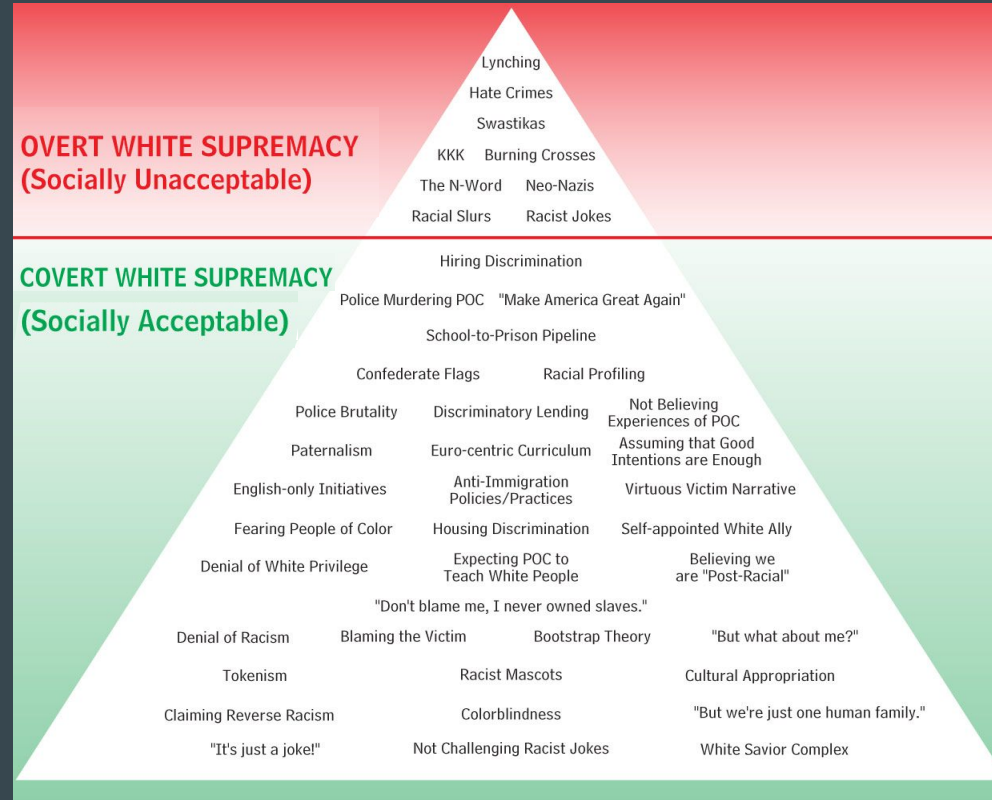 Lynching
Hate Crimes
Swastikas
OVERT WHITE SUPREMACY
(Socially Unacceptable)
KKK Burning Crosses
The N-Word Neo-Nazis
Racial Slurs Racist Jokes
COVERT WHITE SUPREMACY
(Socially Acceptable)
Hiring Discrimination
Police Murdering POC "Make America Great Again"
School-to-Prison Pipeline
Confederate Flags Racial Profiling
Police Brutality Discriminatory Lending
Not Believing
Experiences of POC
Paternalism Euro-centric Curriculum
Assuming that Good
Intentions are Enough
English-only Initiatives
Anti-Immigration
Policies/Practices
Virtuous Victim Narrative
Fearing People of Color Housing Discrimination Self-appointed White Ally
Denial of White Privilege
Expecting POC to
Teach White People
Believing we
are "Post-Racial"
"Don't blame me, I never owned slaves."
Denial of Racism Blaming the Victim Bootstrap Theory "But what about me?"
Tokenism Racist Mascots Cultural Appropriation
Claiming Reverse Racism Colorblindness "But we're just one human family."
"It's just a joke!" Not Challenging Racist Jokes White Savior Complex